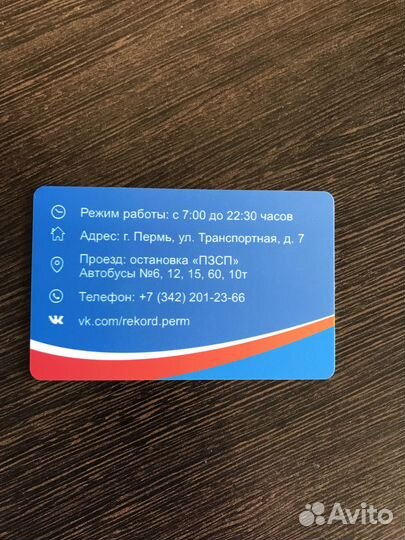 Режим работы: с 7:00 до 22:30 часов
Адрес: г. Пермь, ул. Транспортная, д. 7
Проезд: остановка «ПЗСП»
Автобусы №6, 12, 15, 60, 10т
Телефон: +7 (342) 201-23-66
vk.com/rekord.perm
Avito